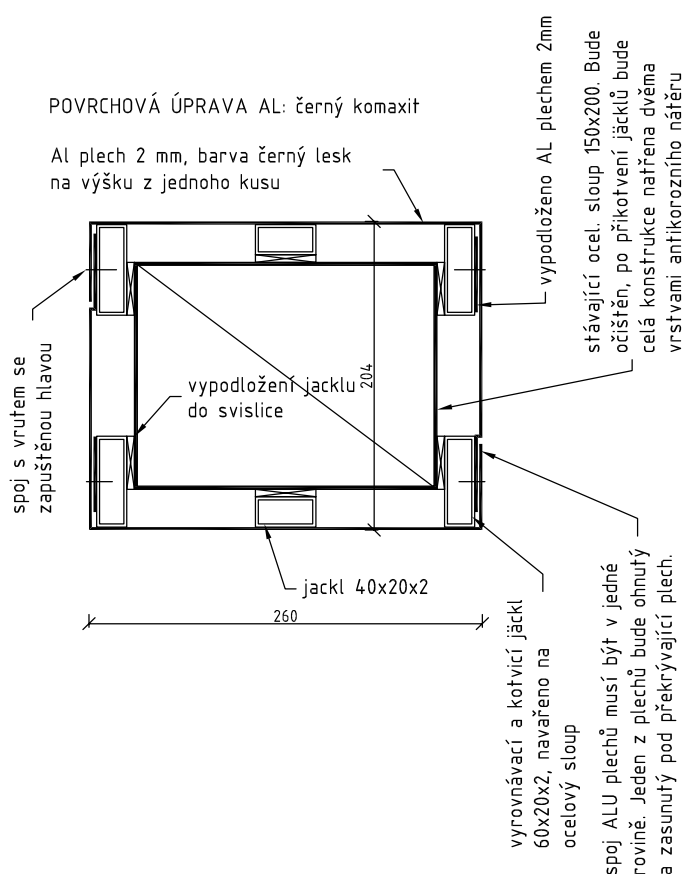 POVRCHOVÁ ÚPRAVA AL: černý komaxit
Al plech 2 mm, barva černý lesk
na výšku z jednoho kusu
spoj s vrutem se
zapuštěnou hlavou
vypodložení jacklu
do svislice
204
jackl 40x20x2
260
vypodloženo AL plechem 2mm
stávající ocel. sloup 150x200. Bude
očištěn, po přikotvení jäcklů bude
celá konstrukce natřena dvěma
vrstvami antikorozního nátěru
vyrovnávací a kotvicí jäckl
60x20x2, navařeno na
ocelový sloup
spoj ALU plechů musí být v jedné
rovině. Jeden z plechů bude ohnutý
a zasunutý pod překrývající plech.